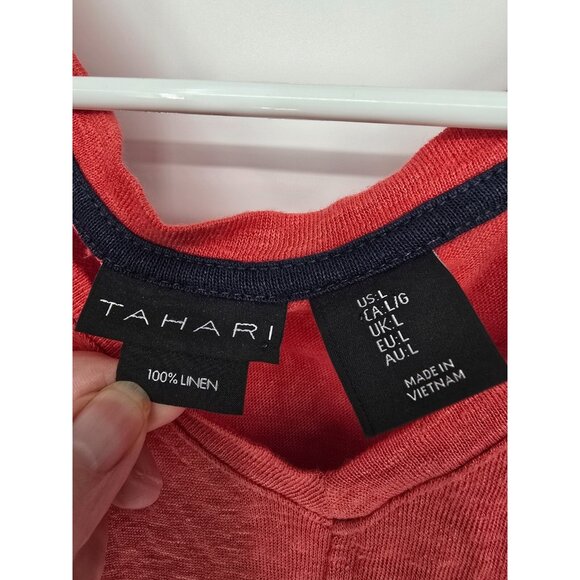 TAHARI
100% LINEN
US:L
CA:L/G
UK:L
EU:L
AU:L
MADE IN
VIETNAM